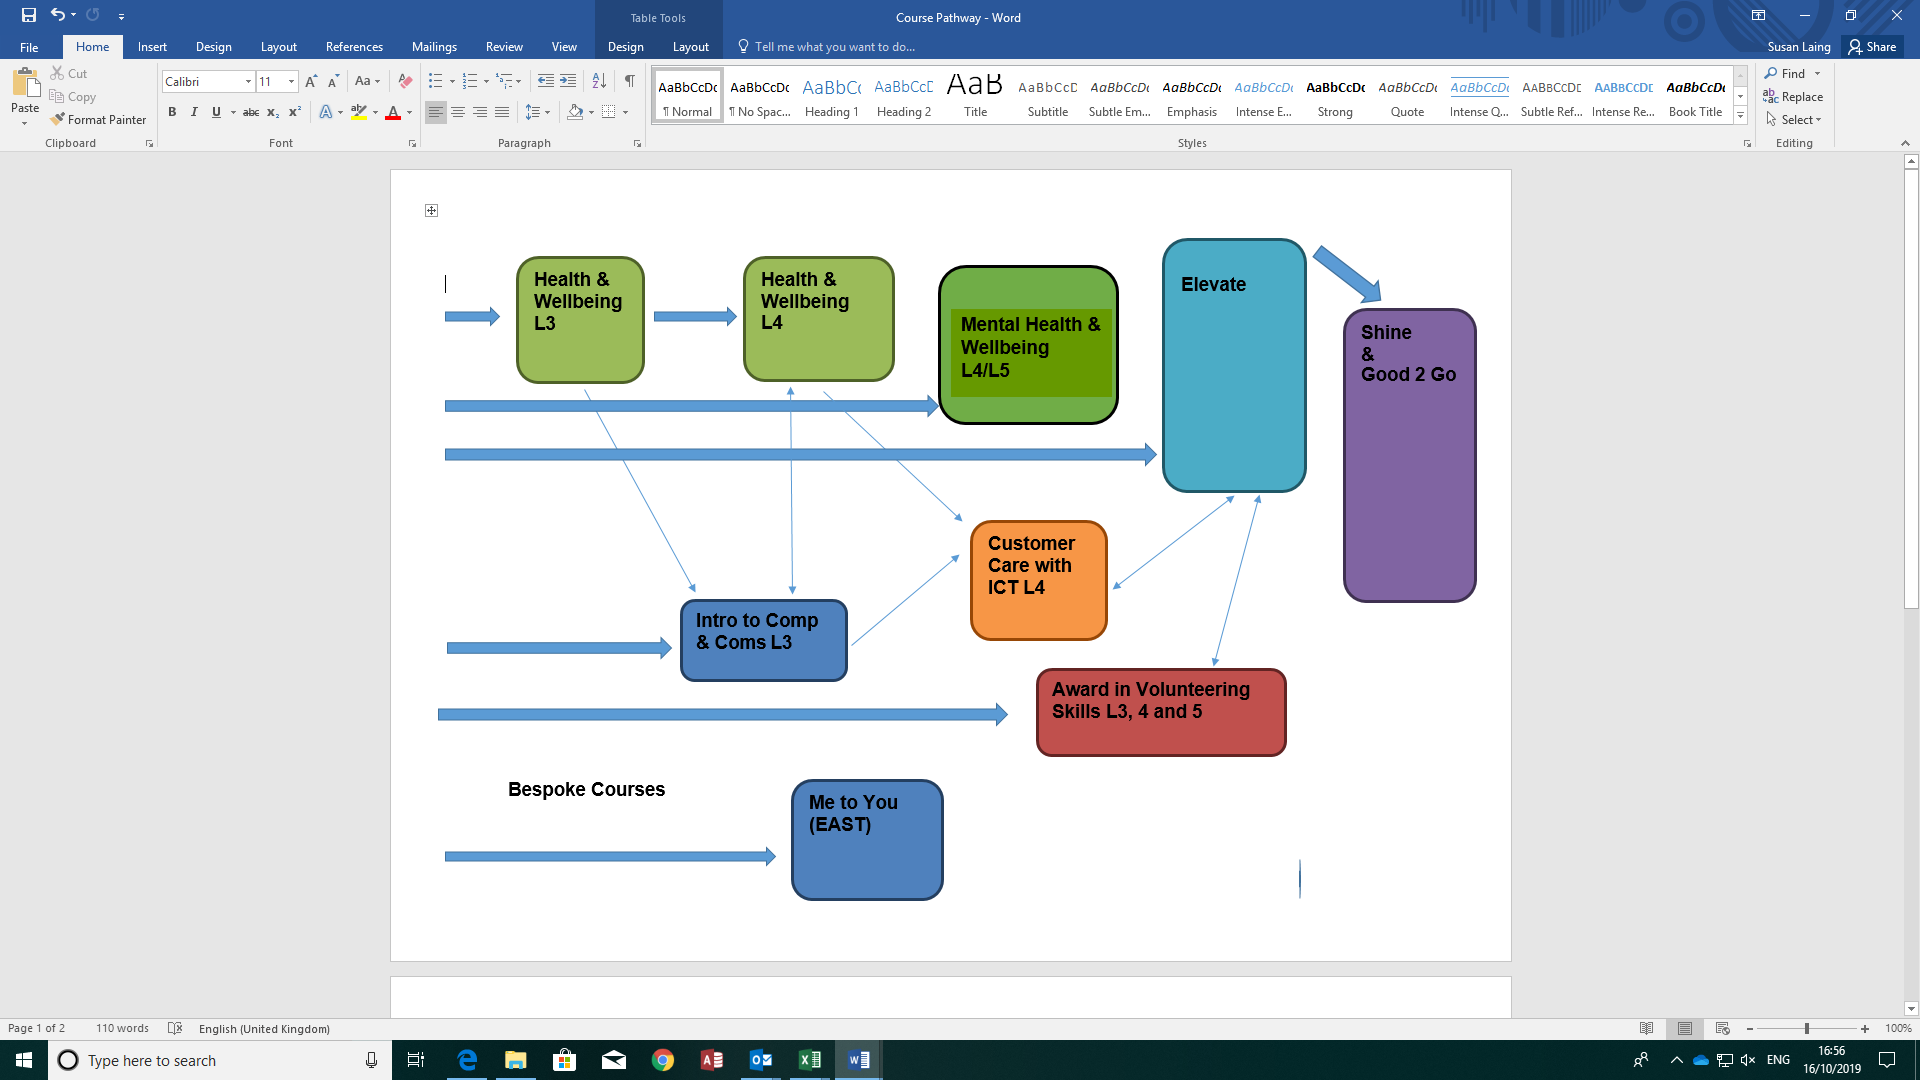 Table Tools
Course Pathway - Word
File Home Insert Design Layout References Mailings Review View Design Layout Tell me what you want to do... Susan Laing Share
Cut
Copy
Paste
Format Painter
Clipboard
Calibri 11
Font
Paragraph
AaBbCcDc AaBbCcDc AaBbCc AaBbCcD AaB AaBbCcD AaBbCcDc AaBbCcDc AaBbCcDc AaBbCcDc AaBbCcDc AaBbCcDc AABBCCDD AABBCCDD AaBbCcDc
¶ Normal ¶ No Spac... Heading 1 Heading 2 Title Subtitle Subtle Em... Emphasis Intense E... Strong Quote Intense Q... Subtle Ref... Intense Re... Book Title
Styles
Find
Replace
Select
Editing
Health &
Wellbeing
L3
Health &
Wellbeing
L4
Mental Health &
Wellbeing
L4/L5
Elevate
Shine
&
Good 2 Go
Customer
Care with
ICT L4
Intro to Comp
& Coms L3
Award in Volunteering
Skills L3, 4 and 5
Bespoke Courses
Me to You
(EAST)
Page 1 of 2 110 words English (United Kingdom) 100%
Type here to search
ENG
16:56
16/10/2019